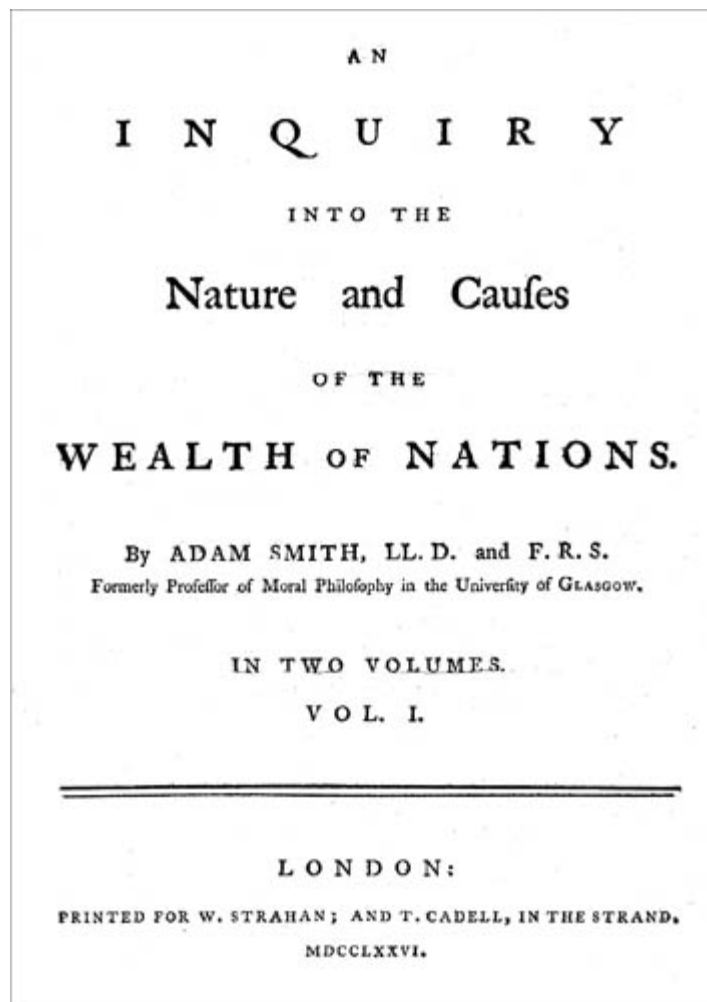 AN
INQUIRY
INTO THE
Nature and Cauſes
OF THE
WEALTH OF NATIONS.
By ADAM SMITH, LL. D. and F. R. S.
Formerly Profeſſor of Moral Philoſophy in the Univerſity of GLASGOW.
IN TWO VOLUMES.
VOL. I.
LONDON:
PRINTED FOR W. STRAHAN; AND T. CADELL, IN THE STRAND.
MDCCLXXVI.